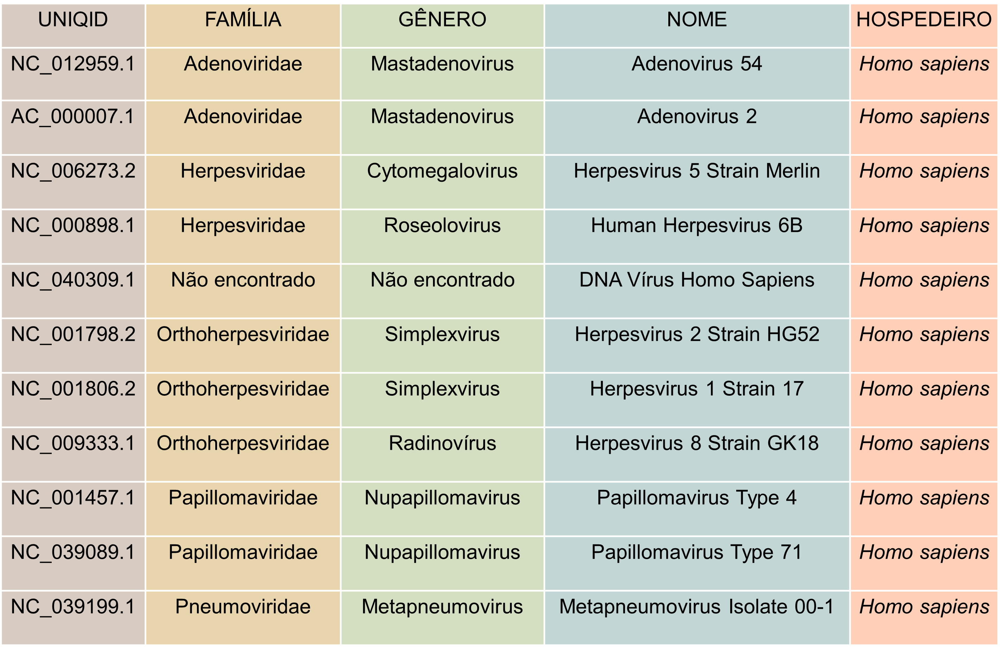 UNIQID FAMÍLIA GÊNERO NOME HOSPEDEIRO
NC_012959.1 Adenoviridae Mastadenovirus Adenovirus 54 Homo sapiens
AC_000007.1 Adenoviridae Mastadenovirus Adenovirus 2 Homo sapiens
NC_006273.2 Herpesviridae Cytomegalovirus Herpesvirus 5 Strain Merlin Homo sapiens
NC_000898.1 Herpesviridae Roseolovirus Human Herpesvirus 6B Homo sapiens
NC_040309.1 Não encontrado Não encontrado DNA Vírus Homo Sapiens Homo sapiens
NC_001798.2 Orthoherpesviridae Simplexvirus Herpesvirus 2 Strain HG52 Homo sapiens
NC_001806.2 Orthoherpesviridae Simplexvirus Herpesvirus 1 Strain 17 Homo sapiens
NC_009333.1 Orthoherpesviridae Radinovírus Herpesvirus 8 Strain GK18 Homo sapiens
NC_001457.1 Papillomaviridae Nupapillomavirus Papillomavirus Type 4 Homo sapiens
NC_039089.1 Papillomaviridae Nupapillomavirus Papillomavirus Type 71 Homo sapiens
NC_039199.1 Pneumoviridae Metapneumovirus Metapneumovirus Isolate 00-1 Homo sapiens